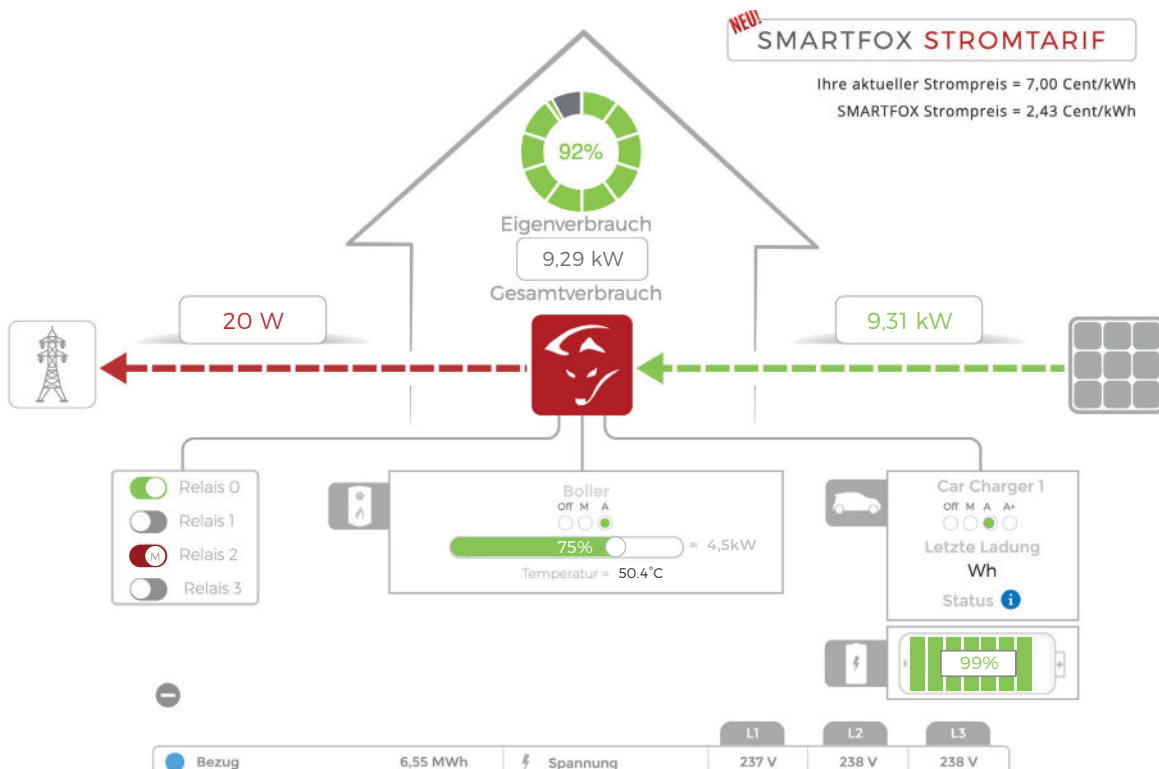 NEU!
SMARTFOX STROMTARIF
Ihre aktueller Strompreis = 7,00 Cent/kWh
SMARTFOX Strompreis = 2,43 Cent/kWh
92%
Eigenverbrauch
9,29 kW
Gesamtverbrauch
20 W
9,31 kW
Relais 0
Relais 1
M Relais 2
Relais 3
Boiler
Off M A
75% = 4,5kW
Temperatur = 50.4°C
Car Charger 1
Off M A A+
Letzte Ladung
Wh
Status i
99%
L1 L2 L3
Bezug 6,55 MWh Spannung 237 V 238 V 238 V